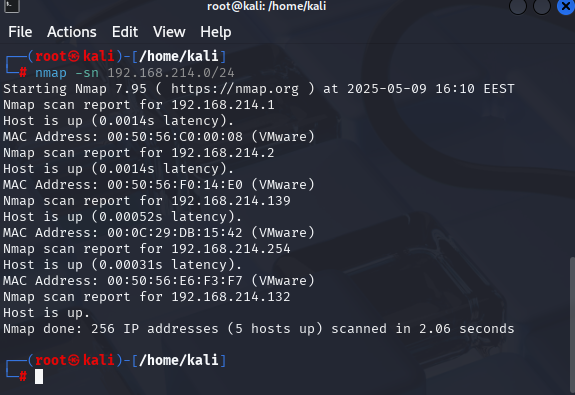 root@kali: /home/kali
File Actions Edit View Help
┌──(root㉿kali)-[/home/kali]
└─# nmap -sn 192.168.214.0/24
Starting Nmap 7.95 ( https://nmap.org ) at 2025-05-09 16:10 EEST
Nmap scan report for 192.168.214.1
Host is up (0.0014s latency).
MAC Address: 00:50:56:C0:00:08 (VMware)
Nmap scan report for 192.168.214.2
Host is up (0.0014s latency).
MAC Address: 00:50:56:F0:14:E0 (VMware)
Nmap scan report for 192.168.214.139
Host is up (0.00052s latency).
MAC Address: 00:0C:29:DB:15:42 (VMware)
Nmap scan report for 192.168.214.254
Host is up (0.00031s latency).
MAC Address: 00:50:56:E6:F3:F7 (VMware)
Nmap scan report for 192.168.214.132
Host is up.
Nmap done: 256 IP addresses (5 hosts up) scanned in 2.06 seconds
┌──(root㉿kali)-[/home/kali]
└─#